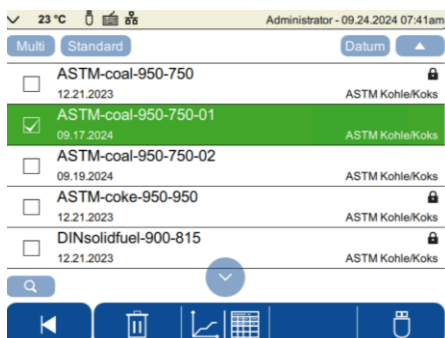 23 °C Administrator - 09.24.2024 07:41am
Multi Standard Datum
ASTM-coal-950-750
12.21.2023 ASTM Kohle/Koks
ASTM-coal-950-750-01
09.17.2024 ASTM Kohle/Koks
ASTM-coal-950-750-02
09.19.2024 ASTM Kohle/Koks
ASTM-coke-950-950
12.21.2023 ASTM Kohle/Koks
DINsolidfuel-900-815
12.21.2023 ASTM Kohle/Koks